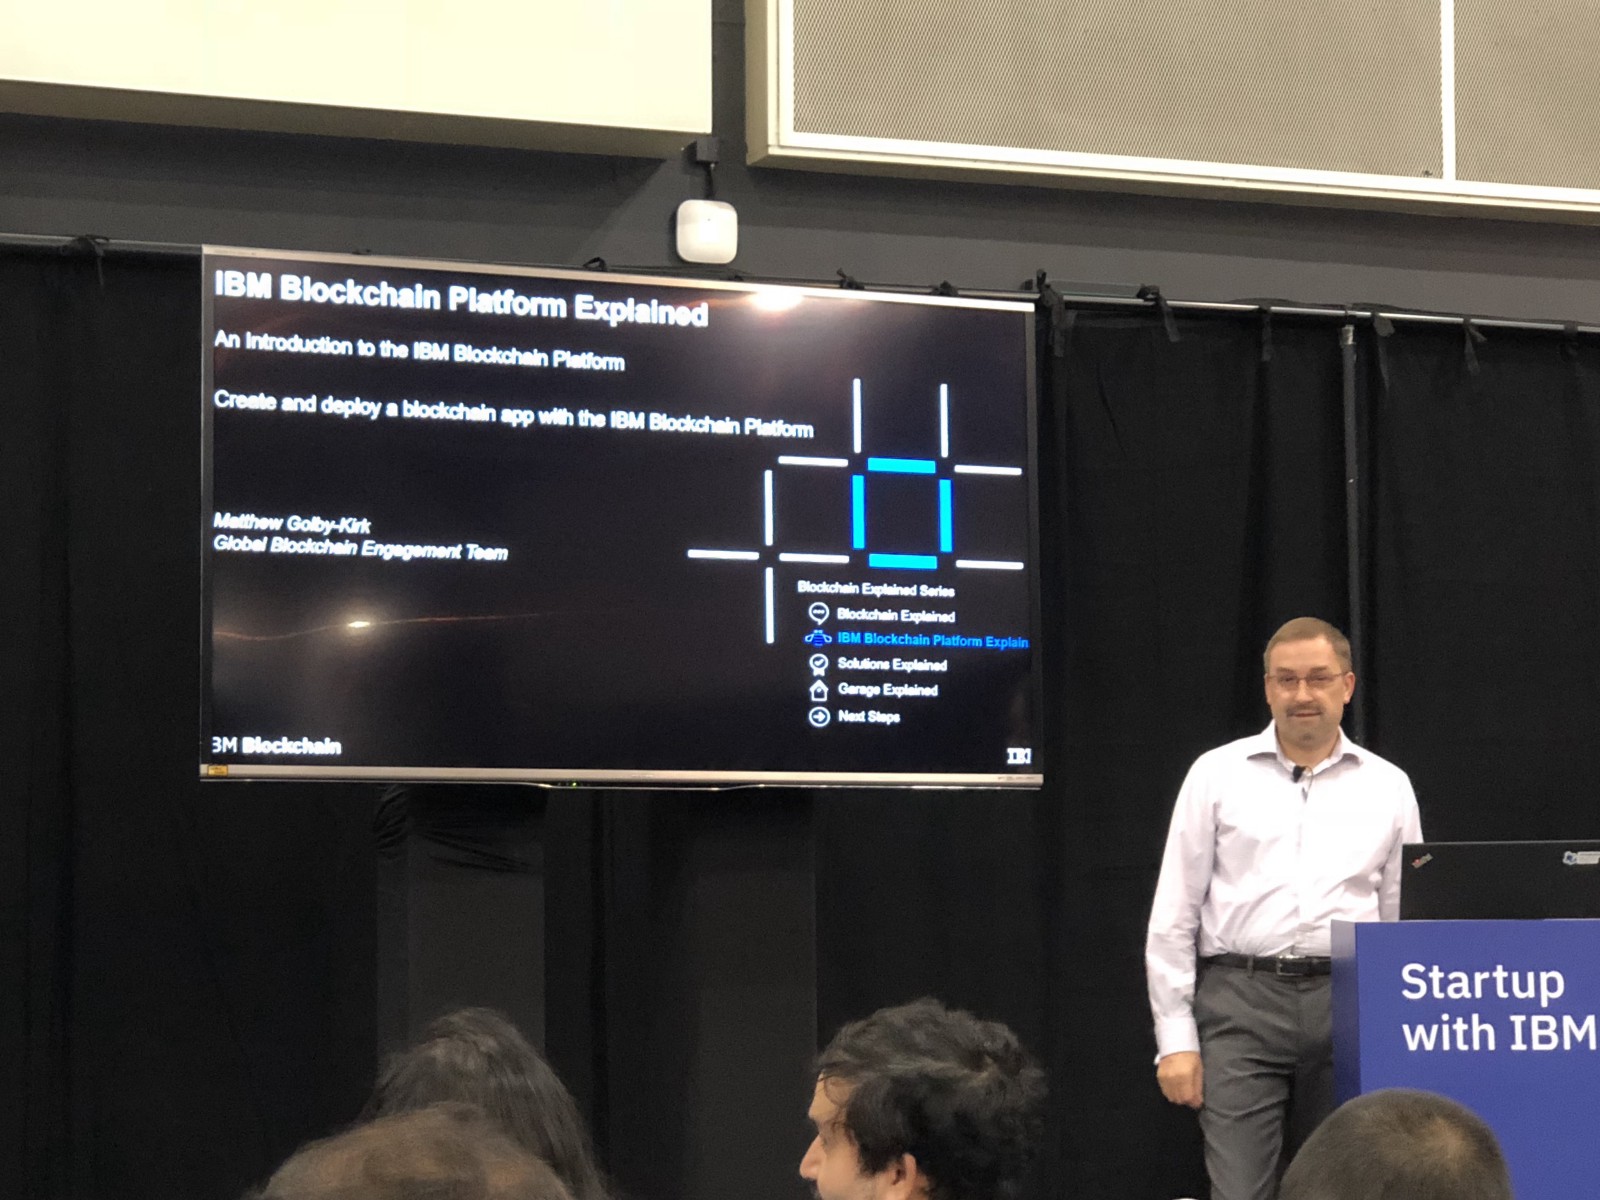 IBM Blockchain Platform Explained
An Introduction to the IBM Blockchain Platform
Create and deploy a blockchain app with the IBM Blockchain Platform
Matthew Golby-Kirk
Global Blockchain Engagement Team
Blockchain Explained Series
Blockchain Explained
IBM Blockchain Platform Explain
Solutions Explained
Garage Explained
Next Steps
BM Blockchain
IBM
Startup
with IBM